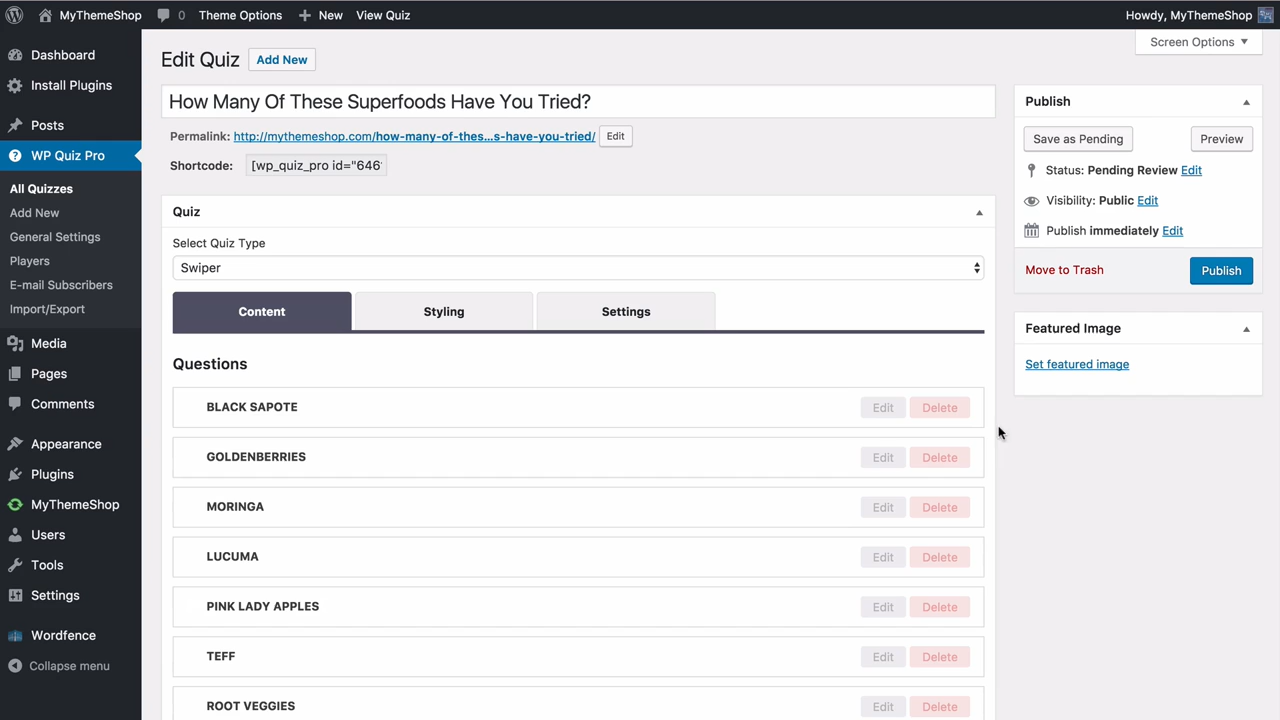 MyThemeShop 0 Theme Options New View Quiz Howdy, MyThemeShop
Screen Options
Dashboard
Install Plugins
Posts
WP Quiz Pro
All Quizzes
Add New
General Settings
Players
E-mail Subscribers
Import/Export
Media
Pages
Comments
Appearance
Plugins
MyThemeShop
Users
Tools
Settings
Wordfence
Collapse menu
Edit Quiz Add New
How Many Of These Superfoods Have You Tried?
Permalink: http://mythemeshop.com/how-many-of-thes...s-have-you-tried/ Edit
Shortcode: [wp_quiz_pro id="646
Quiz
Select Quiz Type
Swiper
Content Styling Settings
Questions
BLACK SAPOTE Edit Delete
GOLDENBERRIES Edit Delete
MORINGA Edit Delete
LUCUMA Edit Delete
PINK LADY APPLES Edit Delete
TEFF Edit Delete
ROOT VEGGIES Edit Delete
Publish
Save as Pending Preview
Status: Pending Review Edit
Visibility: Public Edit
Publish immediately Edit
Move to Trash Publish
Featured Image
Set featured image